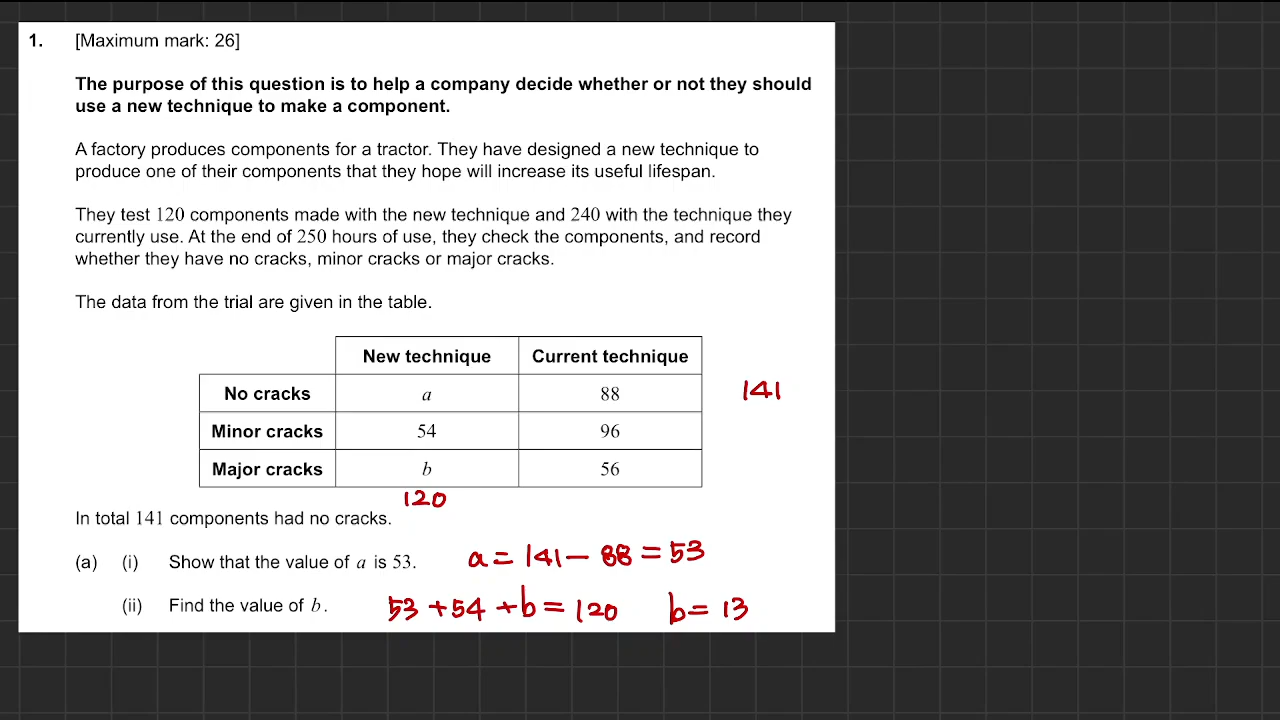 1. [Maximum mark: 26]
The purpose of this question is to help a company decide whether or not they should
use a new technique to make a component.
A factory produces components for a tractor. They have designed a new technique to
produce one of their components that they hope will increase its useful lifespan.
They test 120 components made with the new technique and 240 with the technique they
currently use. At the end of 250 hours of use, they check the components, and record
whether they have no cracks, minor cracks or major cracks.
The data from the trial are given in the table.
New technique Current technique
No cracks a 88 141
Minor cracks 54 96
Major cracks b 56
120
In total 141 components had no cracks.
(a) (i) Show that the value of a is 53. a = 141 - 88 = 53
(ii) Find the value of b. 53 + 54 + b = 120 b = 13